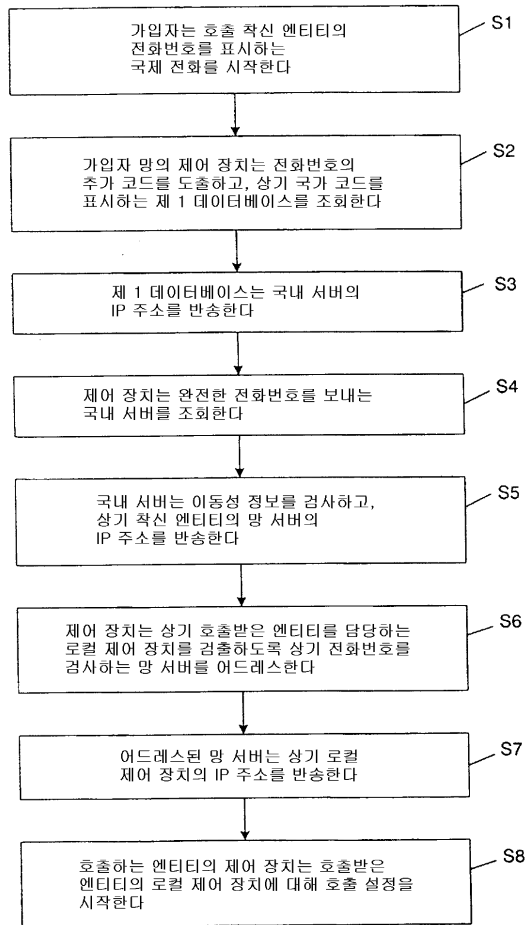 가입자는 호출 착신 엔티티의
전화번호를 표시하는
국제 전화를 시작한다
S1
가입자 망의 제어 장치는 전화번호의
추가 코드를 도출하고, 상기 국가 코드를
표시하는 제 1 데이터베이스를 조회한다
S2
제 1 데이터베이스는 국내 서버의
IP 주소를 반송한다
S3
제어 장치는 완전한 전화번호를 보내는
국내 서버를 조회한다
S4
국내 서버는 이동성 정보를 검사하고,
상기 착신 엔티티의 망 서버의
IP 주소를 반송한다
S5
제어 장치는 상기 호출받은 엔티티를 담당하는
로컬 제어 장치를 검출하도록 상기 전화번호를
검사하는 망 서버를 어드레스한다
S6
어드레스된 망 서버는 상기 로컬
제어 장치의 IP 주소를 반송한다
S7
호출하는 엔티티의 제어 장치는 호출받은
엔티티의 로컬 제어 장치에 대해 호출 설정을
시작한다
S8